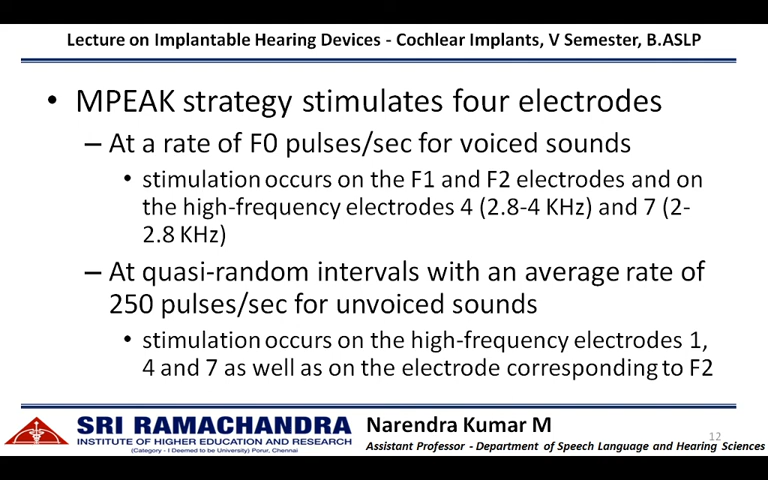 Lecture on Implantable Hearing Devices - Cochlear Implants, V Semester, B.ASLP
• MPEAK strategy stimulates four electrodes
– At a rate of F0 pulses/sec for voiced sounds
• stimulation occurs on the F1 and F2 electrodes and on
the high-frequency electrodes 4 (2.8-4 KHz) and 7 (2-
2.8 KHz)
– At quasi-random intervals with an average rate of
250 pulses/sec for unvoiced sounds
• stimulation occurs on the high-frequency electrodes 1,
4 and 7 as well as on the electrode corresponding to F2
SRI RAMACHANDRA
INSTITUTE OF HIGHER EDUCATION AND RESEARCH
(Category - I Deemed to be University) Porur, Chennai
Narendra Kumar M
12
Assistant Professor - Department of Speech Language and Hearing Sciences